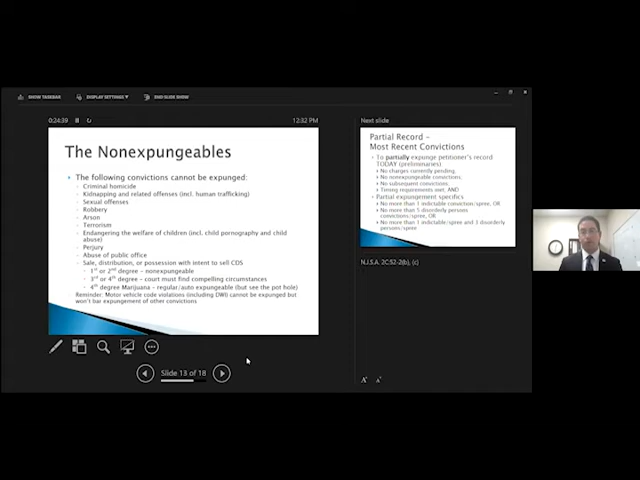 SHOW TASKBAR DISPLAY SETTINGS ▾ END SLIDE SHOW
0:24:39 12:32 PM
The Nonexpungeables
The following convictions cannot be expunged:
Criminal homicide
Kidnapping and related offenses (incl. human trafficking)
Sexual offenses
Robbery
Arson
Terrorism
Endangering the welfare of children (incl. child pornography and child
abuse)
Perjury
Abuse of public office
Sale, distribution, or possession with intent to sell CDS
1st or 2nd degree – nonexpungeable
3rd or 4th degree – court must find compelling circumstances
4th degree Marijuana – regular/auto expungeable (but see the pot hole)
Reminder: Motor vehicle code violations (including DWI) cannot be expunged but
won't bar expungement of other convictions
Slide 13 of 18
Next slide
Partial Record –
Most Recent Convictions
To partially expunge petitioner's record
TODAY (preliminaries)
No charges currently pending,
No nonexpungeable convictions,
No subsequent convictions,
Timing requirements met; AND
Partial expungement specifics
No more than 1 indictable conviction/spree, OR
No more than 5 disorderly persons
convictions/spree, OR
No more than 1 indictable/spree and 3 disorderly
persons/spree
N.J.S.A. 2C:52-2(b), (c)
A A